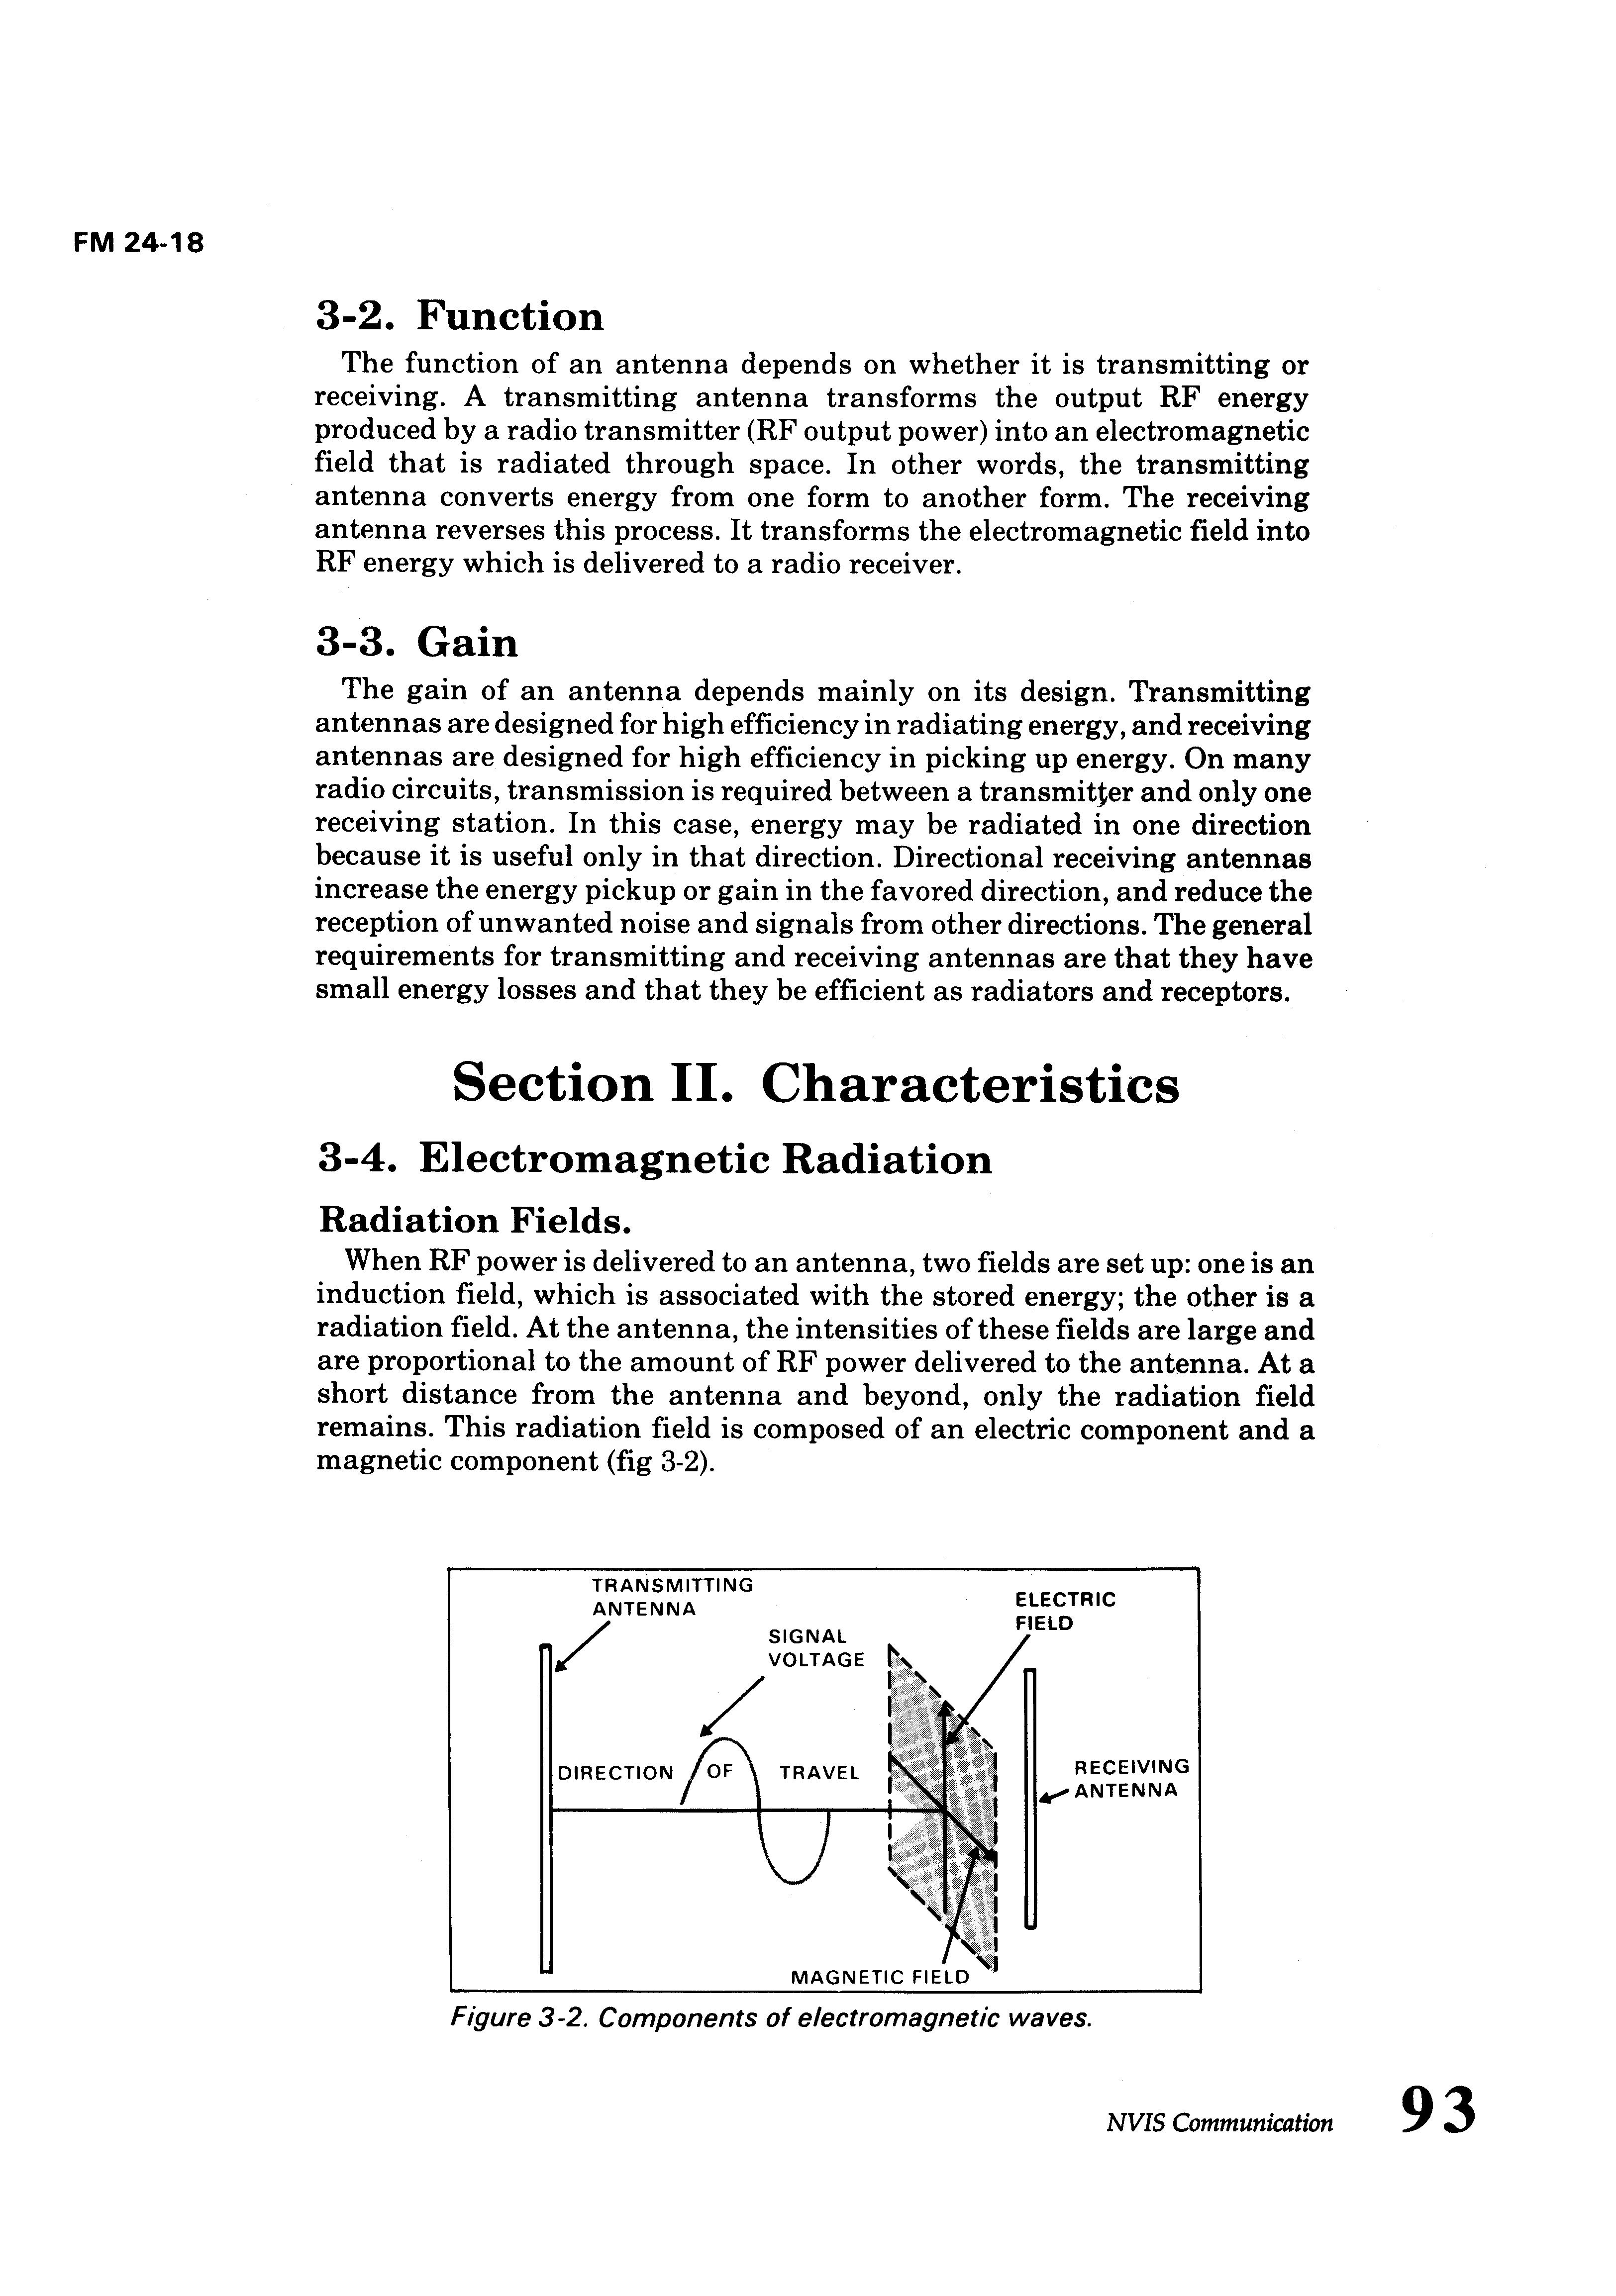 FM 24-18
3-2. Function
The function of an antenna depends on whether it is transmitting or
receiving. A transmitting antenna transforms the output RF energy
produced by a radio transmitter (RF output power) into an electromagnetic
field that is radiated through space. In other words, the transmitting
antenna converts energy from one form to another form. The receiving
antenna reverses this process. It transforms the electromagnetic field into
RF energy which is delivered to a radio receiver.
3-3. Gain
The gain of an antenna depends mainly on its design. Transmitting
antennas are designed for high efficiency in radiating energy, and receiving
antennas are designed for high efficiency in picking up energy. On many
radio circuits, transmission is required between a transmitter and only one
receiving station. In this case, energy may be radiated in one direction
because it is useful only in that direction. Directional receiving antennas
increase the energy pickup or gain in the favored direction, and reduce the
reception of unwanted noise and signals from other directions. The general
requirements for transmitting and receiving antennas are that they have
small energy losses and that they be efficient as radiators and receptors.
Section II. Characteristics
3-4. Electromagnetic Radiation
Radiation Fields.
When RF power is delivered to an antenna, two fields are set up: one is an
induction field, which is associated with the stored energy; the other is a
radiation field. At the antenna, the intensities of these fields are large and
are proportional to the amount of RF power delivered to the antenna. At a
short distance from the antenna and beyond, only the radiation field
remains. This radiation field is composed of an electric component and a
magnetic component (fig 3-2).
TRANSMITTING
ANTENNA
ELECTRIC
FIELD
SIGNAL
VOLTAGE
DIRECTION OF TRAVEL
RECEIVING
ANTENNA
MAGNETIC FIELD
Figure 3-2. Components of electromagnetic waves.
NVIS Communication 93